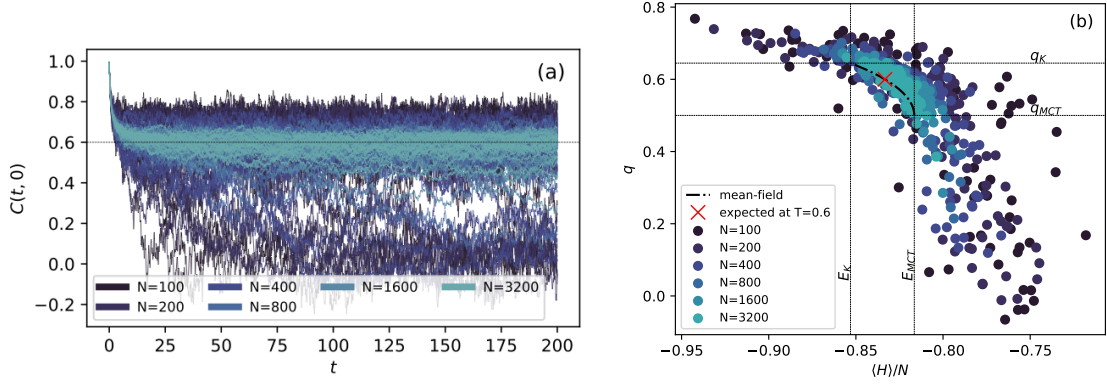 (a)
C(t, 0)
1.0
0.8
0.6
0.4
0.2
0.0
−0.2
N=100
N=200
N=400
N=800
N=1600
N=3200
0
25
50
75
100
125
150
175
200
t
(b)
q
0.8
0.6
0.4
0.2
0.0
q_K
q_MCT
E_K
E_MCT
mean-field
expected at T=0.6
N=100
N=200
N=400
N=800
N=1600
N=3200
−0.95
−0.90
−0.85
−0.80
−0.75
⟨H⟩/N